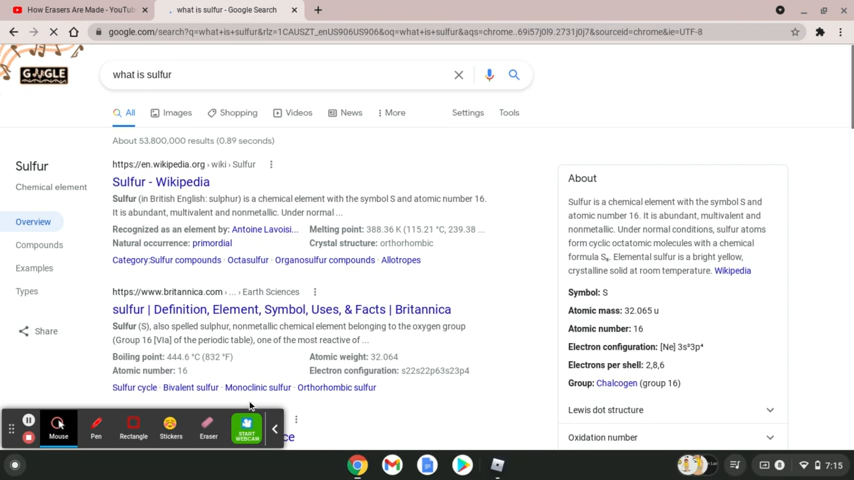 How Erasers Are Made - YouTub
what is sulfur - Google Search
google.com/search?q=what+is+sulfur&rlz=1CAUSZT_enUS906US906&oq=what+is+sulfur&aqs=chrome..69i57j0l9.2731j0j7&sourceid=chrome&ie=UTF-8
what is sulfur
All Images Shopping Videos News More Settings Tools
About 53,800,000 results (0.89 seconds)
Sulfur
Chemical element
Overview
Compounds
Examples
Types
Share
https://en.wikipedia.org › wiki › Sulfur
Sulfur - Wikipedia
Sulfur (in British English: sulphur) is a chemical element with the symbol S and atomic number 16.
It is abundant, multivalent and nonmetallic. Under normal ...
Recognized as an element by: Antoine Lavoisi... Melting point: 388.36 K (115.21 °C, 239.38 ...
Natural occurrence: primordial Crystal structure: orthorhombic
Category:Sulfur compounds · Octasulfur · Organosulfur compounds · Allotropes
https://www.britannica.com › ... › Earth Sciences
sulfur | Definition, Element, Symbol, Uses, & Facts | Britannica
Sulfur (S), also spelled sulphur, nonmetallic chemical element belonging to the oxygen group
(Group 16 [VIa] of the periodic table), one of the most reactive of ...
Boiling point: 444.6 °C (832 °F) Atomic weight: 32.064
Atomic number: 16 Electron configuration: s22s22p63s23p4
Sulfur cycle · Bivalent sulfur · Monoclinic sulfur · Orthorhombic sulfur
About
Sulfur is a chemical element with the symbol S and
atomic number 16. It is abundant, multivalent and
nonmetallic. Under normal conditions, sulfur atoms
form cyclic octatomic molecules with a chemical
formula S₈. Elemental sulfur is a bright yellow,
crystalline solid at room temperature. Wikipedia
Symbol: S
Atomic mass: 32.065 u
Atomic number: 16
Electron configuration: [Ne] 3s²3p⁴
Electrons per shell: 2,8,6
Group: Chalcogen (group 16)
Lewis dot structure
Oxidation number
Mouse Pen Rectangle Stickers Eraser
START
WEBCAM
8
7:15